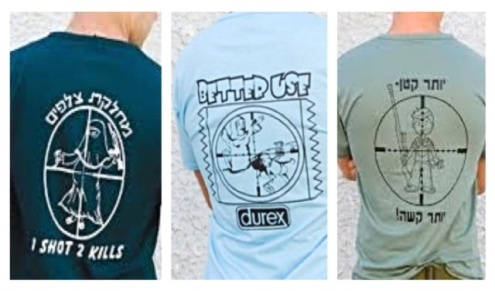 מחלקת צלפים
1 SHOT 2 KILLS
BETTER USE
durex
יותר קטן-
יותר קשה!